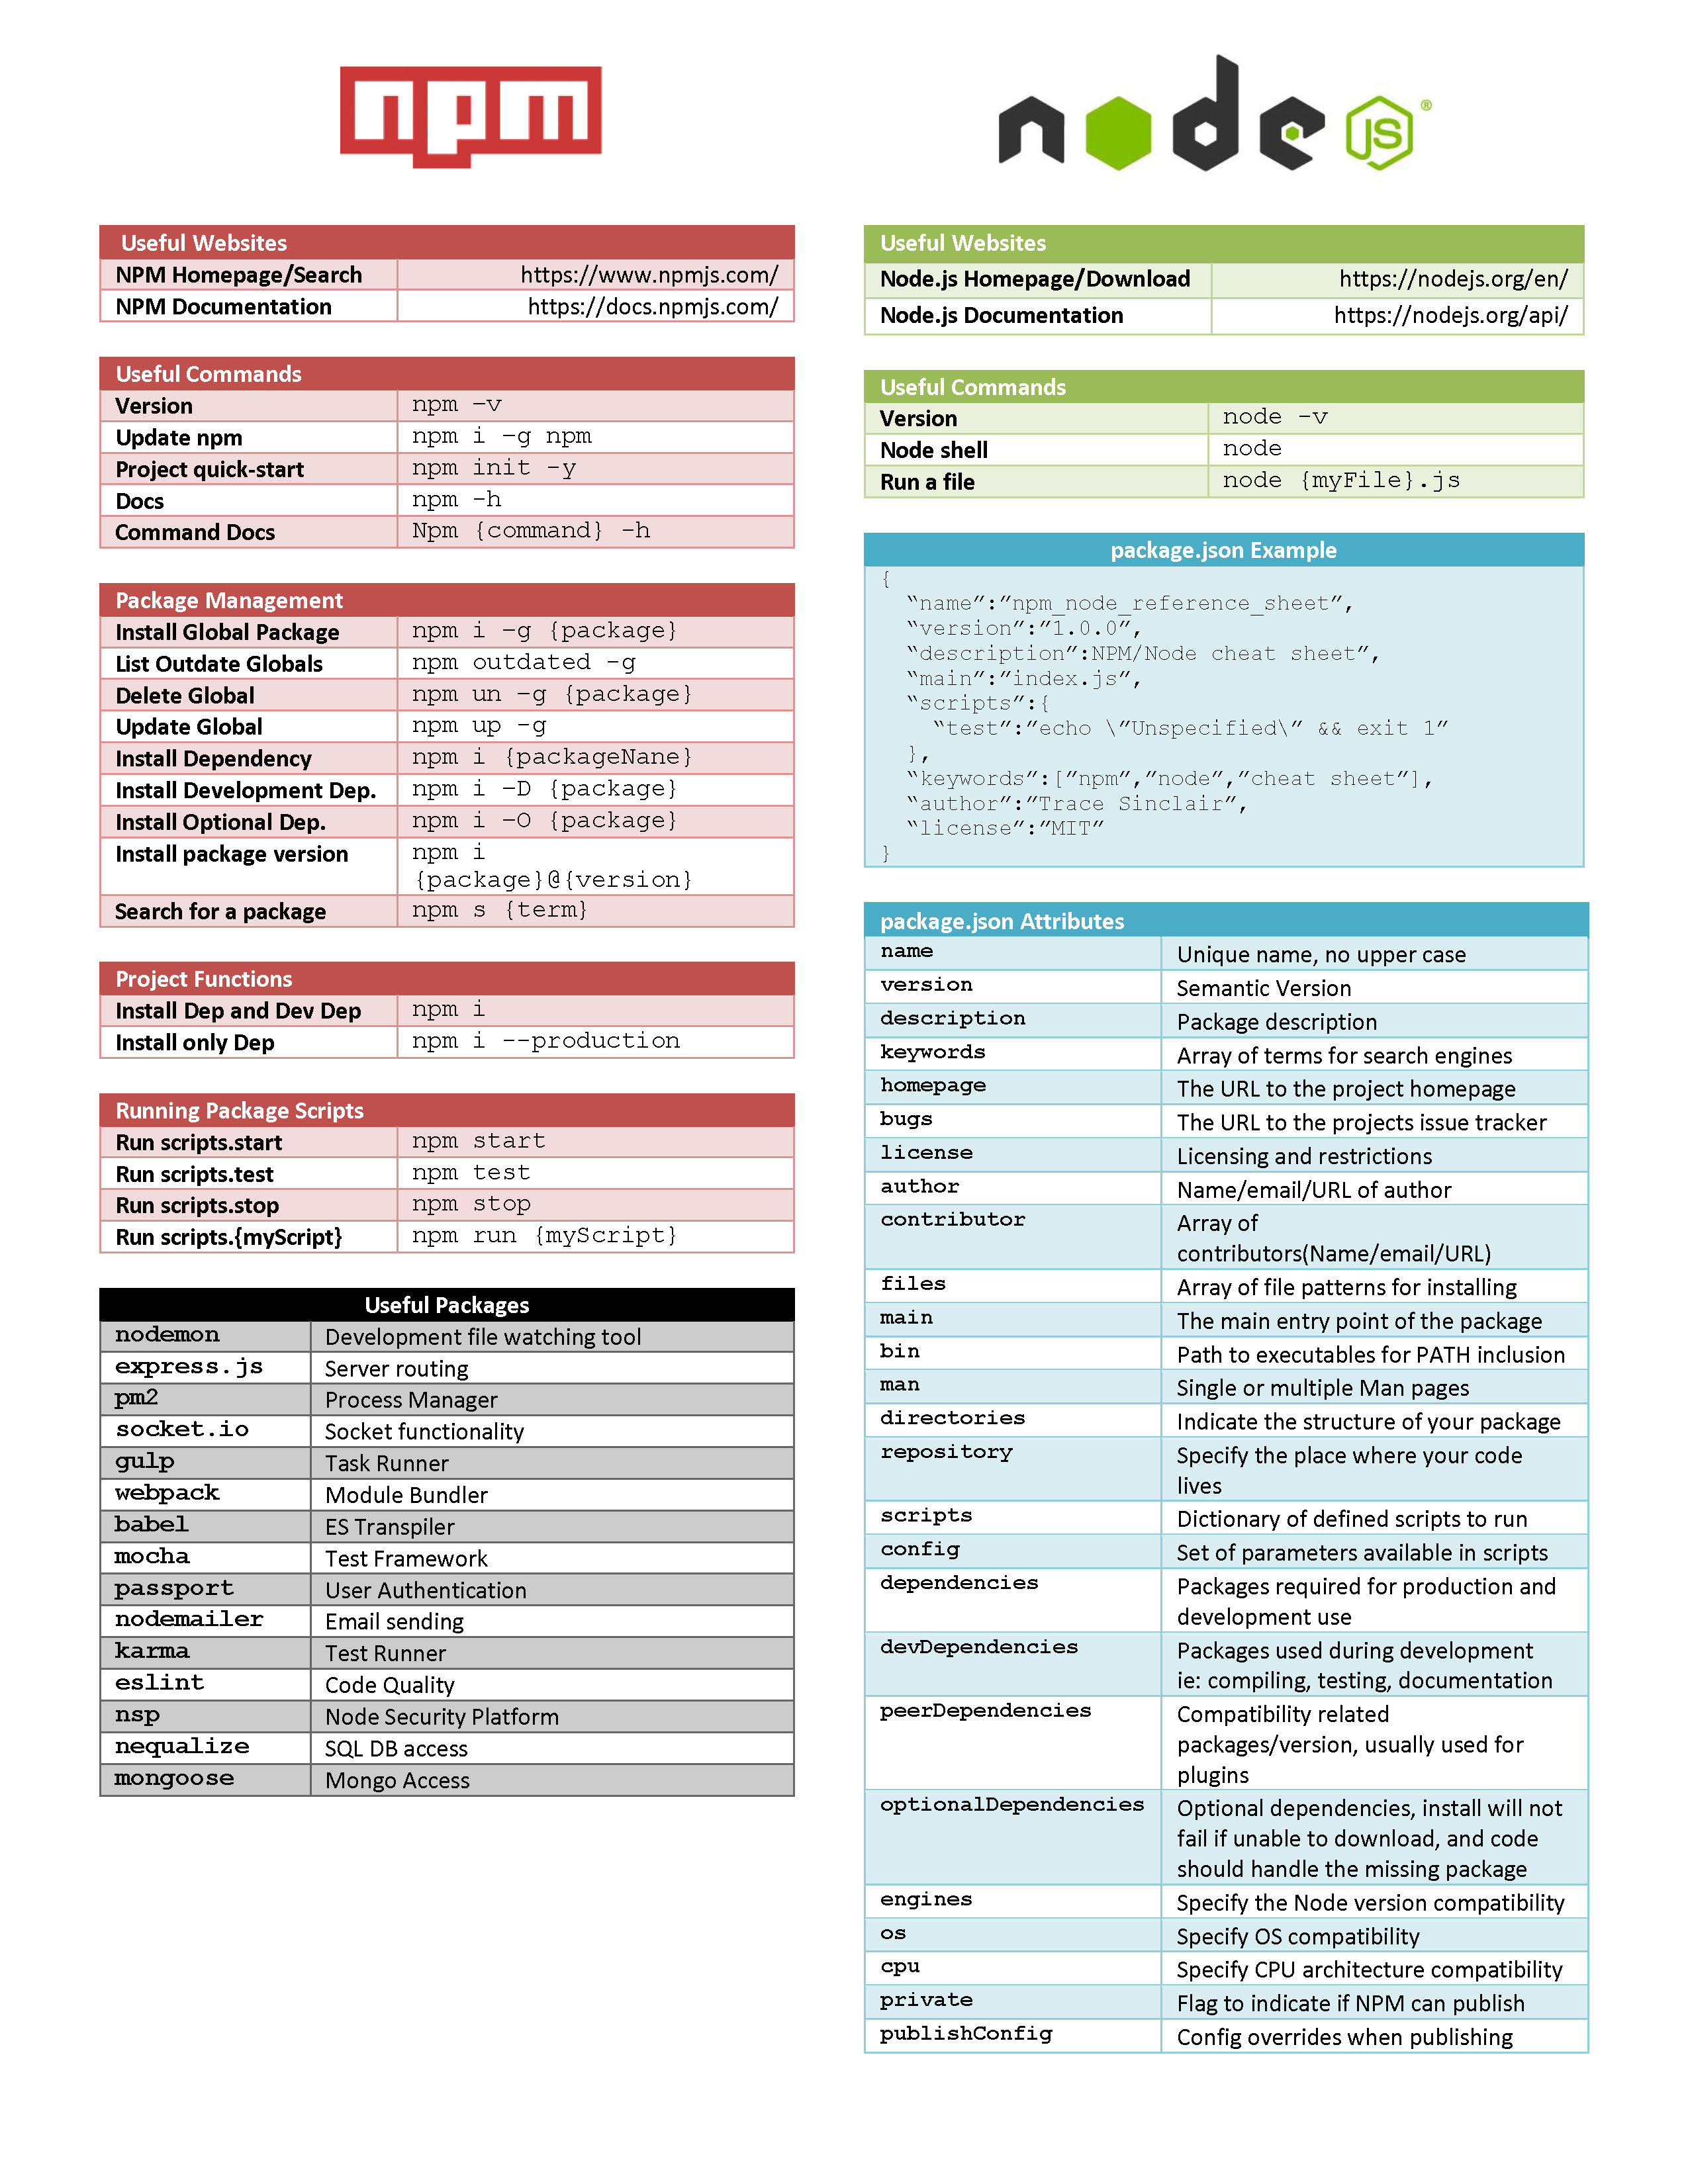 npm
node JS ®
Useful Websites
NPM Homepage/Search https://www.npmjs.com/
NPM Documentation https://docs.npmjs.com/
Useful Commands
Version npm –v
Update npm npm i –g npm
Project quick-start npm init -y
Docs npm -h
Command Docs Npm {command} -h
Package Management
Install Global Package npm i –g {package}
List Outdate Globals npm outdated -g
Delete Global npm un –g {package}
Update Global npm up -g
Install Dependency npm i {packageNane}
Install Development Dep. npm i –D {package}
Install Optional Dep. npm i –O {package}
Install package version npm i
{package}@{version}
Search for a package npm s {term}
Project Functions
Install Dep and Dev Dep npm i
Install only Dep npm i --production
Running Package Scripts
Run scripts.start npm start
Run scripts.test npm test
Run scripts.stop npm stop
Run scripts.{myScript} npm run {myScript}
Useful Packages
nodemon Development file watching tool
express.js Server routing
pm2 Process Manager
socket.io Socket functionality
gulp Task Runner
webpack Module Bundler
babel ES Transpiler
mocha Test Framework
passport User Authentication
nodemailer Email sending
karma Test Runner
eslint Code Quality
nsp Node Security Platform
nequalize SQL DB access
mongoose Mongo Access
Useful Websites
Node.js Homepage/Download https://nodejs.org/en/
Node.js Documentation https://nodejs.org/api/
Useful Commands
Version node -v
Node shell node
Run a file node {myFile}.js
package.json Example
{
“name”:”npm_node_reference_sheet”,
“version”:”1.0.0”,
“description”:NPM/Node cheat sheet”,
“main”:”index.js”,
“scripts”:{
“test”:”echo \”Unspecified\” && exit 1”
},
“keywords”:[”npm”,”node”,”cheat sheet”],
“author”:”Trace Sinclair”,
“license”:”MIT”
}
package.json Attributes
name Unique name, no upper case
version Semantic Version
description Package description
keywords Array of terms for search engines
homepage The URL to the project homepage
bugs The URL to the projects issue tracker
license Licensing and restrictions
author Name/email/URL of author
contributor Array of
contributors(Name/email/URL)
files Array of file patterns for installing
main The main entry point of the package
bin Path to executables for PATH inclusion
man Single or multiple Man pages
directories Indicate the structure of your package
repository Specify the place where your code
lives
scripts Dictionary of defined scripts to run
config Set of parameters available in scripts
dependencies Packages required for production and
development use
devDependencies Packages used during development
ie: compiling, testing, documentation
peerDependencies Compatibility related
packages/version, usually used for
plugins
optionalDependencies Optional dependencies, install will not
fail if unable to download, and code
should handle the missing package
engines Specify the Node version compatibility
os Specify OS compatibility
cpu Specify CPU architecture compatibility
private Flag to indicate if NPM can publish
publishConfig Config overrides when publishing